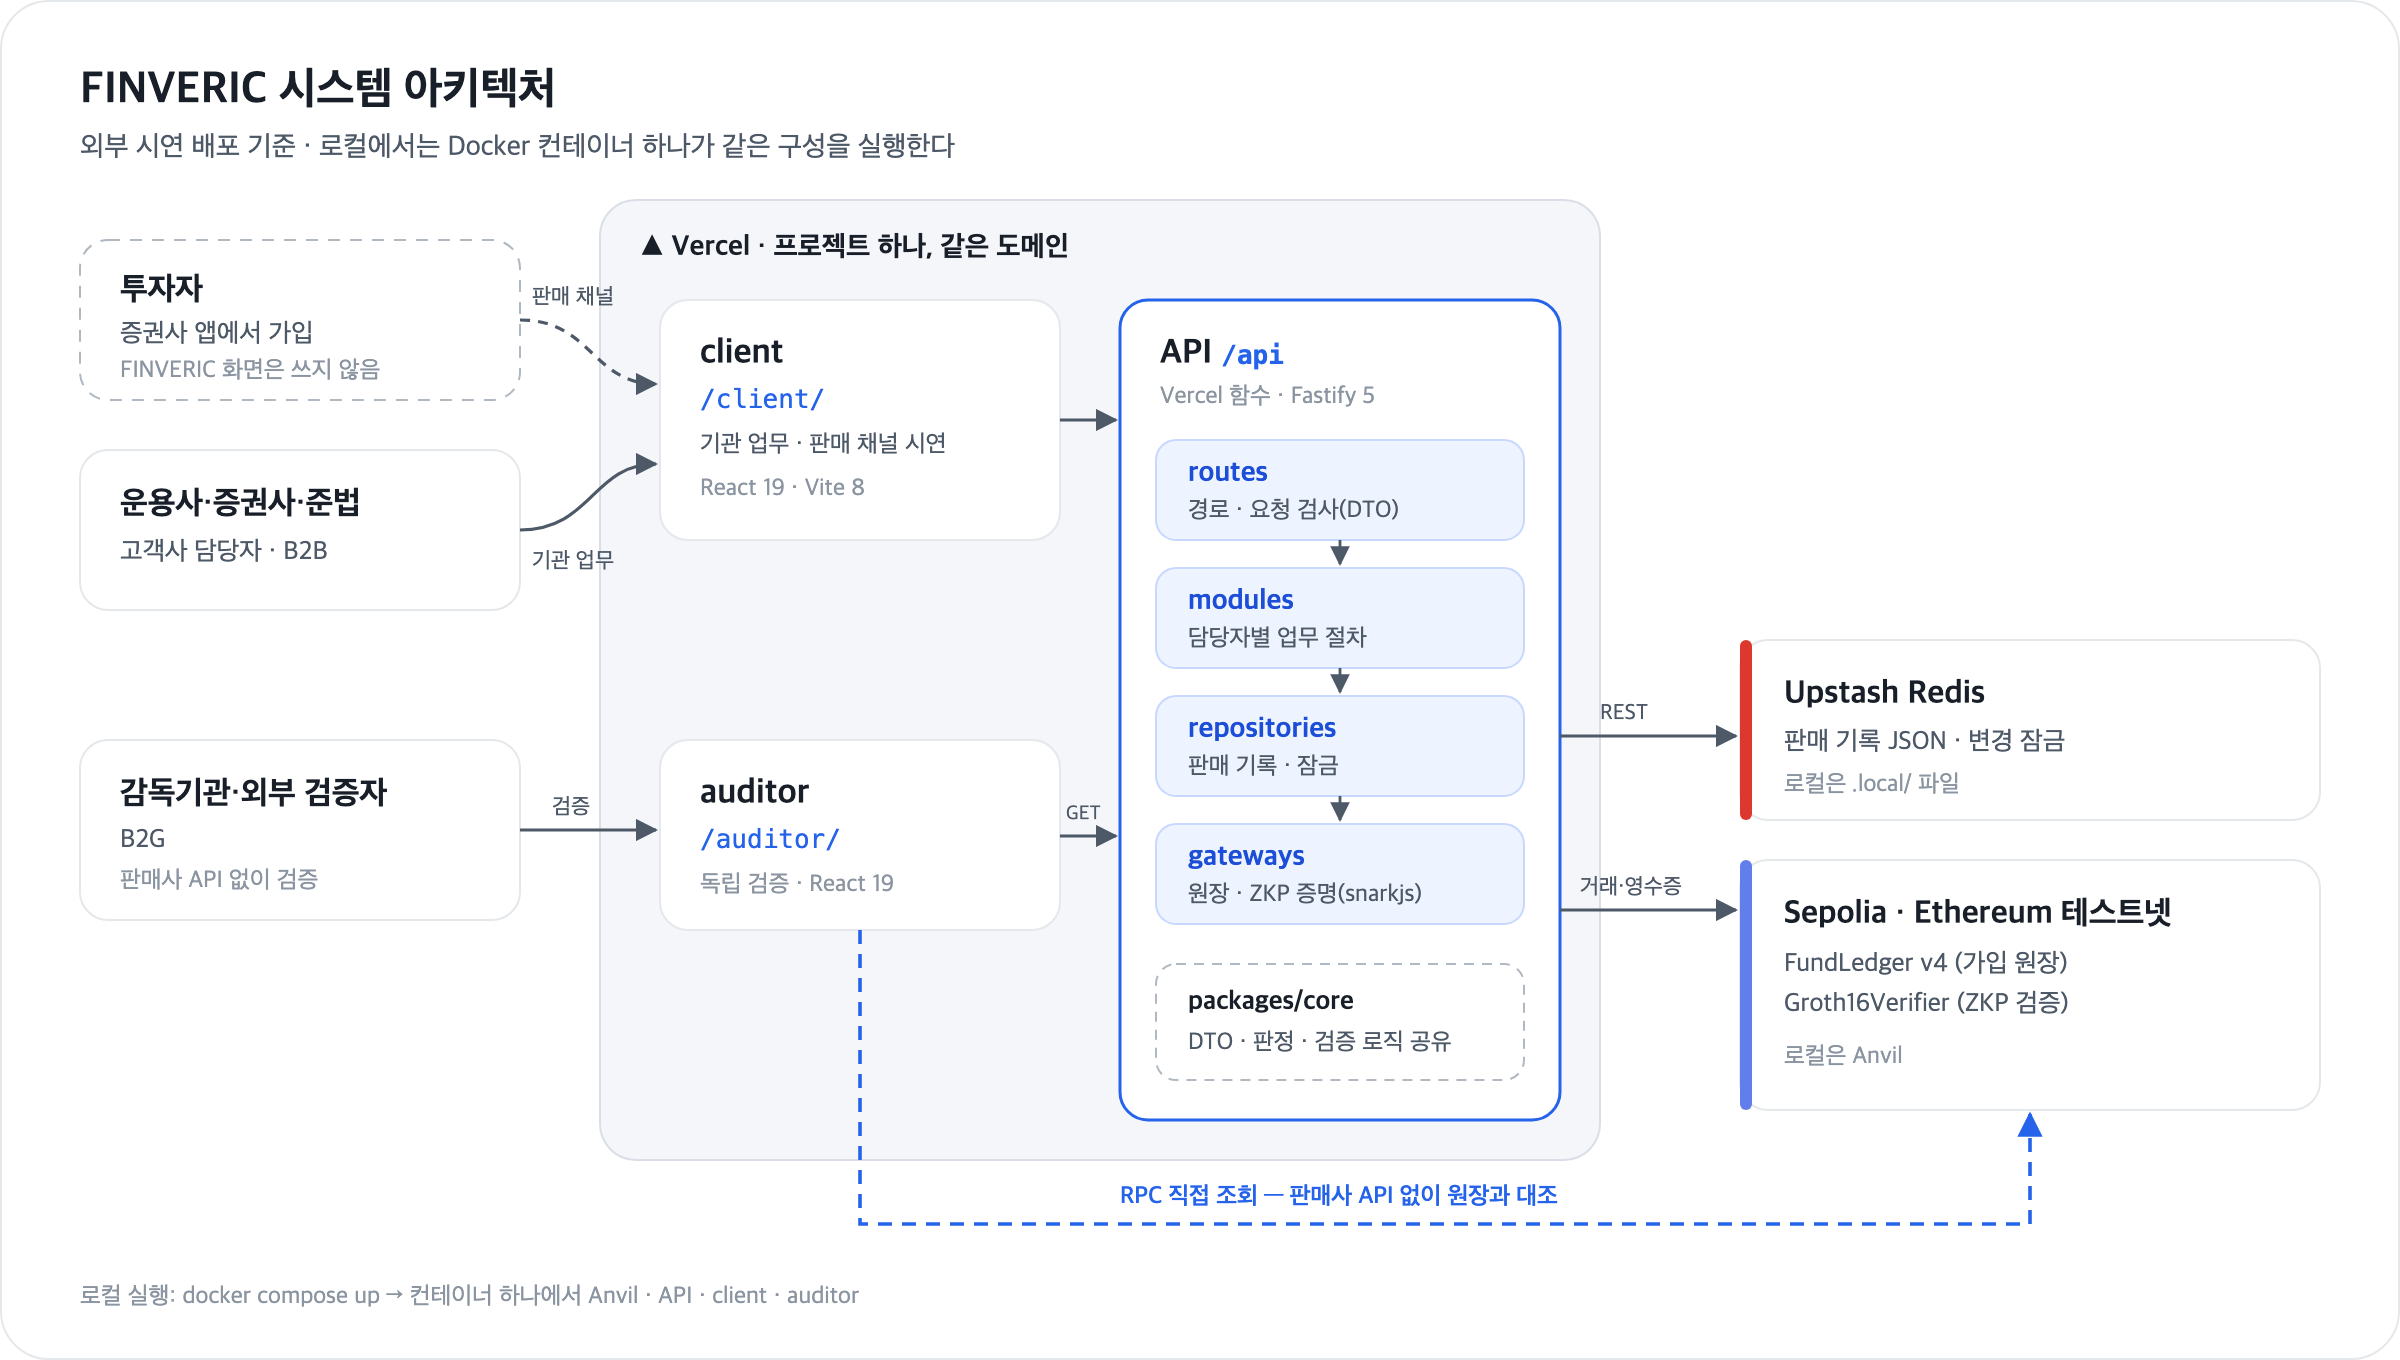 FINVERIC 시스템 아키텍처
외부 시연 배포 기준 · 로컬에서는 Docker 컨테이너 하나가 같은 구성을 실행한다
투자자
증권사 앱에서 가입
FINVERIC 화면은 쓰지 않음
판매 채널
운용사·증권사·준법
고객사 담당자 · B2B
기관 업무
감독기관·외부 검증자
B2G
판매사 API 없이 검증
검증
▲ Vercel · 프로젝트 하나, 같은 도메인
client
/client/
기관 업무 · 판매 채널 시연
React 19 · Vite 8
auditor
/auditor/
독립 검증 · React 19
GET
API /api
Vercel 함수 · Fastify 5
routes
경로 · 요청 검사(DTO)
modules
담당자별 업무 절차
repositories
판매 기록 · 잠금
gateways
원장 · ZKP 증명(snarkjs)
packages/core
DTO · 판정 · 검증 로직 공유
REST
거래·영수증
Upstash Redis
판매 기록 JSON · 변경 잠금
로컬은 .local/ 파일
Sepolia · Ethereum 테스트넷
FundLedger v4 (가입 원장)
Groth16Verifier (ZKP 검증)
로컬은 Anvil
RPC 직접 조회 — 판매사 API 없이 원장과 대조
로컬 실행: docker compose up → 컨테이너 하나에서 Anvil · API · client · auditor